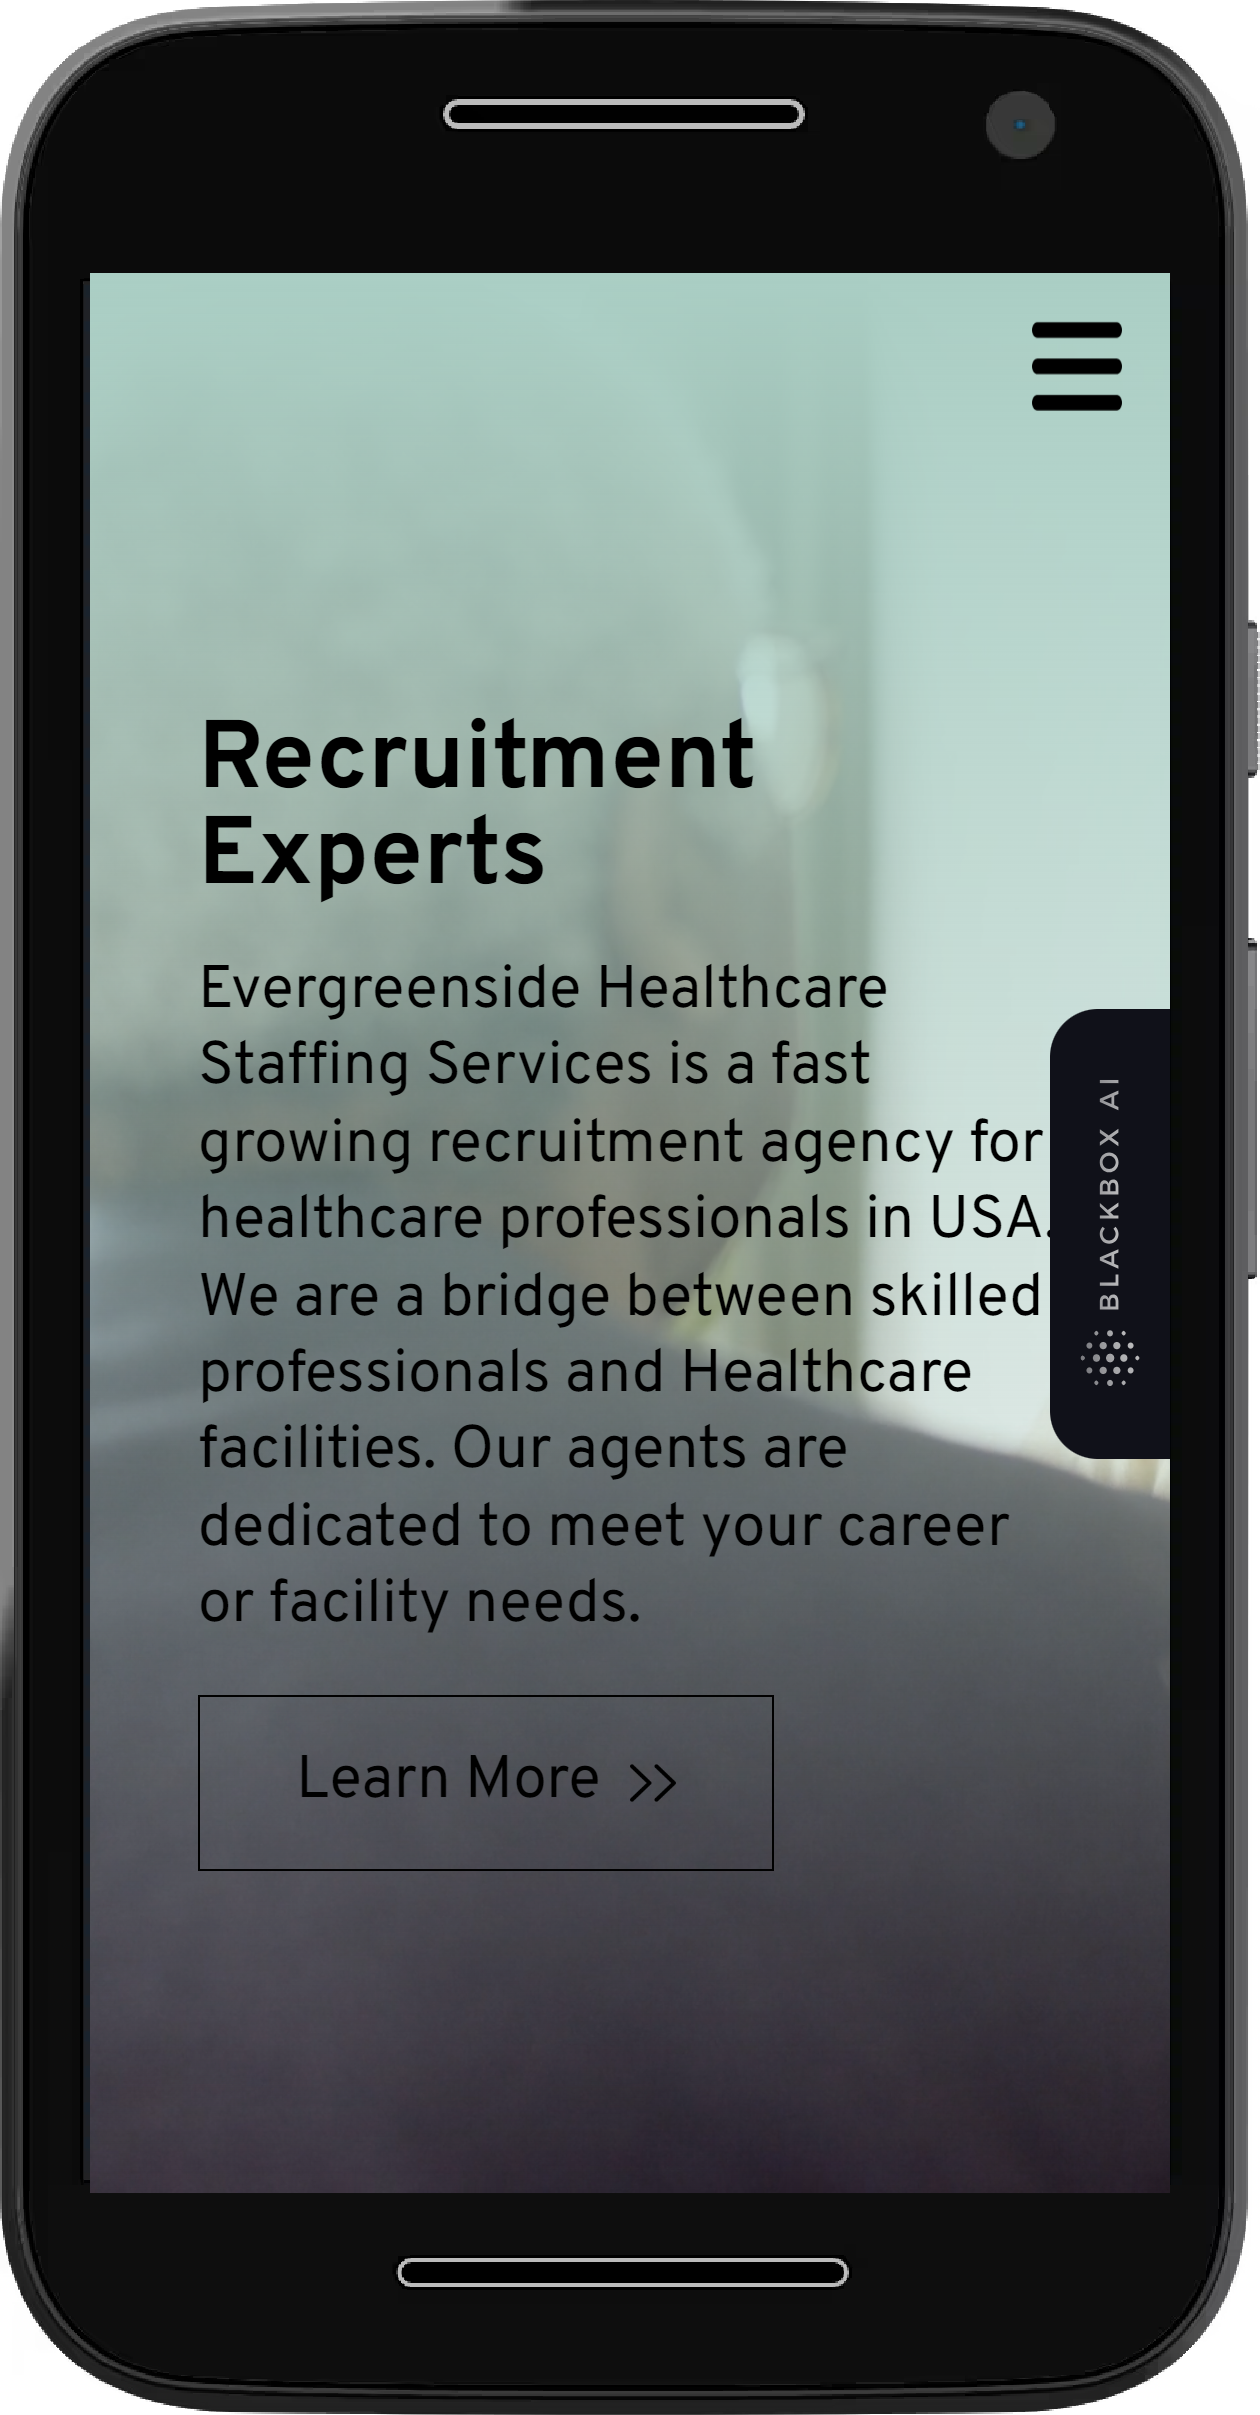 Recruitment
Experts
Evergreenside Healthcare
Staffing Services is a fast
growing recruitment agency for
healthcare professionals in USA.
We are a bridge between skilled
professionals and Healthcare
facilities. Our agents are
dedicated to meet your career
or facility needs.
Learn More »
BLACKBOX AI